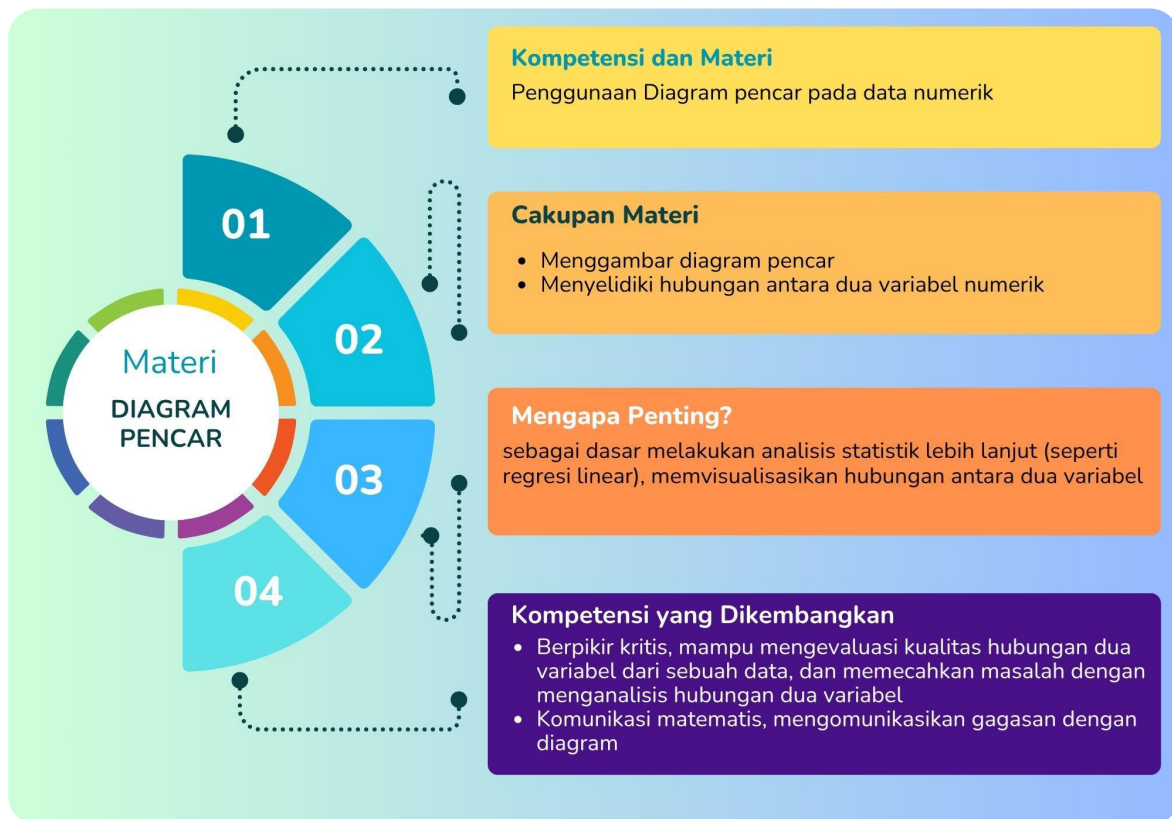 Materi
DIAGRAM
PENCAR
01
02
03
04
Kompetensi dan Materi
Penggunaan Diagram pencar pada data numerik
Cakupan Materi
• Menggambar diagram pencar
• Menyelidiki hubungan antara dua variabel numerik
Mengapa Penting?
sebagai dasar melakukan analisis statistik lebih lanjut (seperti
regresi linear), memvisualisasikan hubungan antara dua variabel
Kompetensi yang Dikembangkan
• Berpikir kritis, mampu mengevaluasi kualitas hubungan dua
variabel dari sebuah data, dan memecahkan masalah dengan
menganalisis hubungan dua variabel
• Komunikasi matematis, mengomunikasikan gagasan dengan
diagram